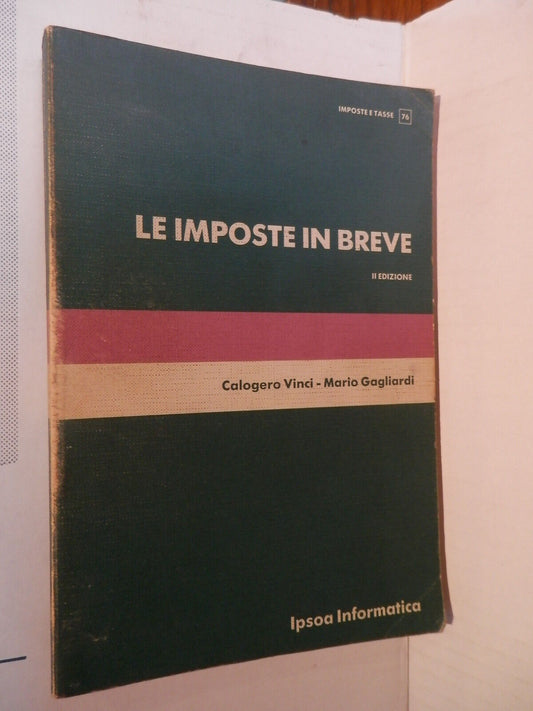 IMPOSTE E TASSE 76
LE IMPOSTE IN BREVE
II EDIZIONE
Calogero Vinci - Mario Gagliardi
Ipsoa Informatica